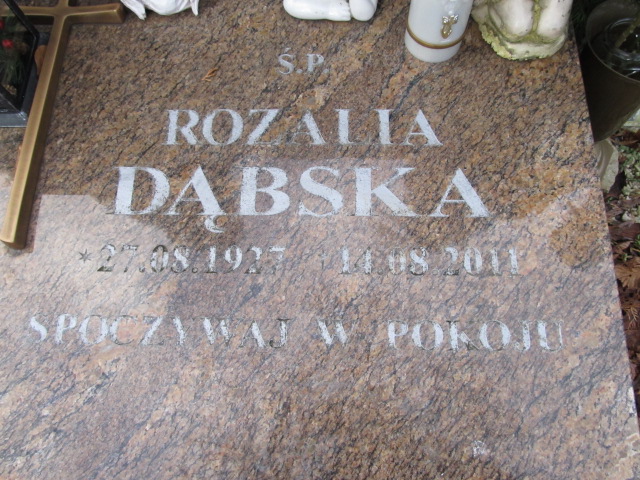 Ś.P.
ROZALIA
DĄBSKA
*27.08.1927 †14.08.2011
SPOCZYWAJ W POKOJU